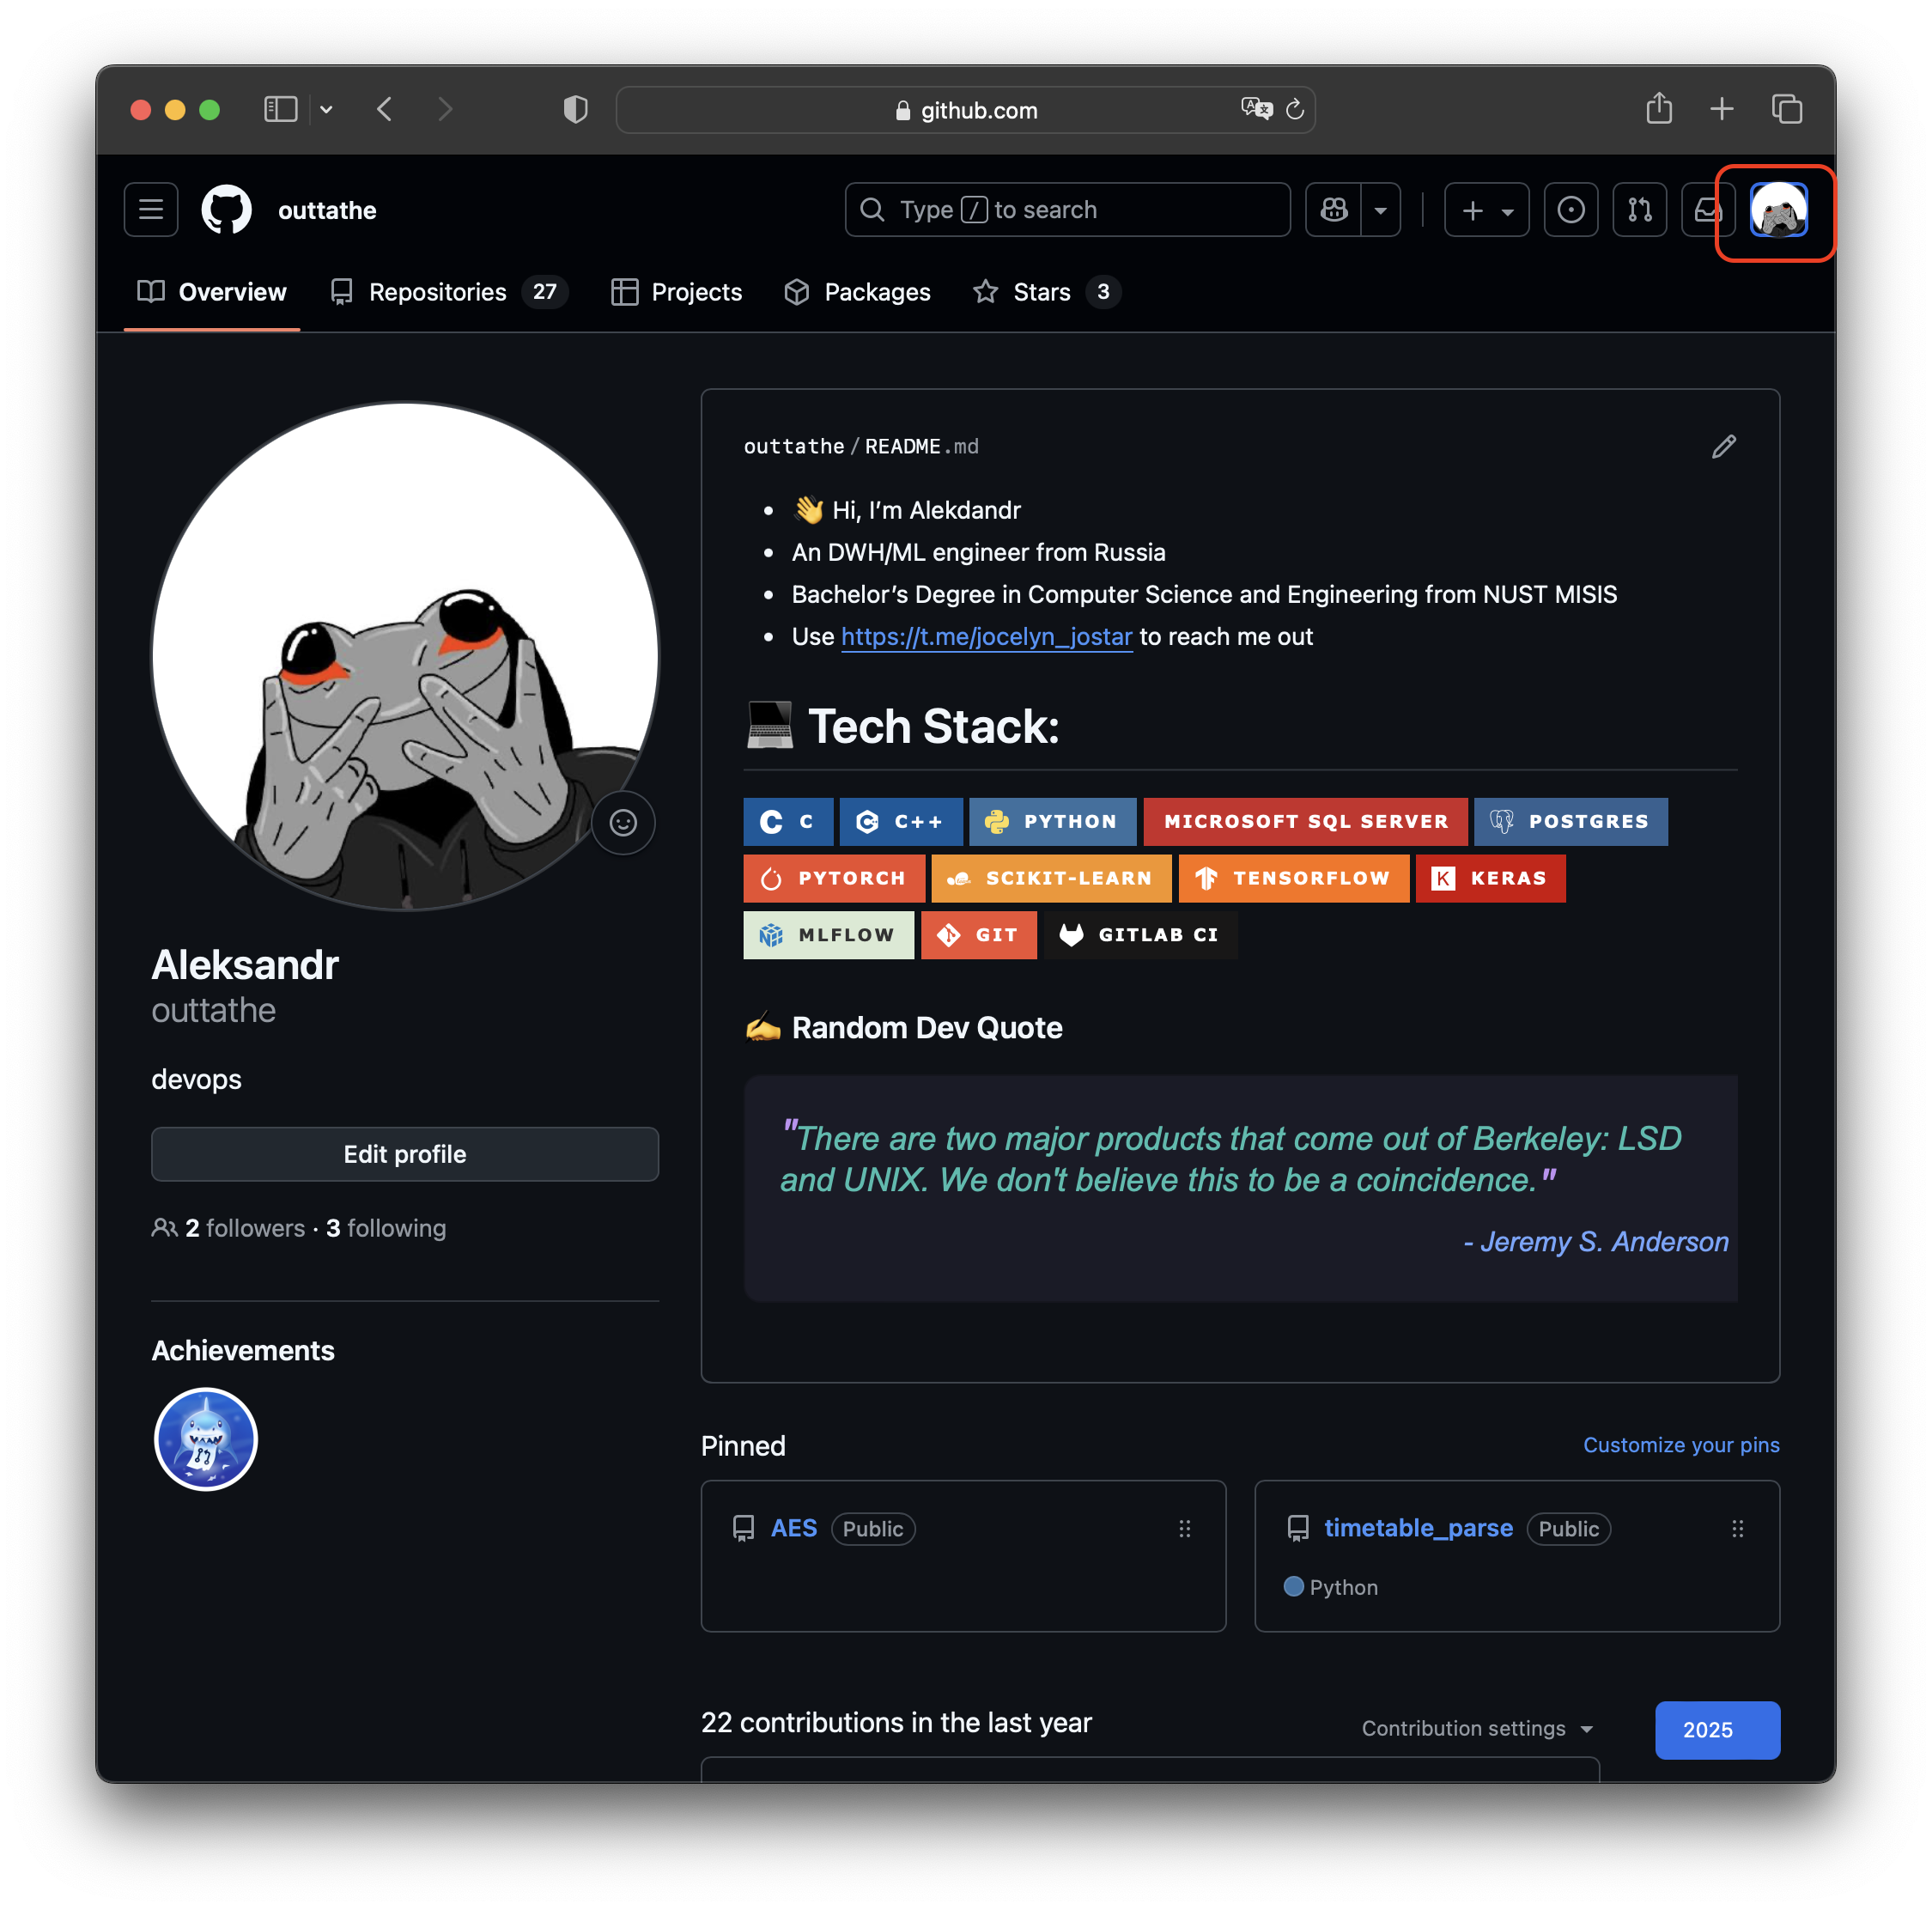 github.com
outtathe
Type / to search
Overview
Repositories 27
Projects
Packages
Stars 3
outtathe / README.md
👋 Hi, I’m Alekdandr
An DWH/ML engineer from Russia
Bachelor’s Degree in Computer Science and Engineering from NUST MISIS
Use https://t.me/jocelyn_jostar to reach me out
💻 Tech Stack:
C C C++ PYTHON MICROSOFT SQL SERVER POSTGRES
PYTORCH SCIKIT-LEARN TENSORFLOW K KERAS
MLFLOW GIT GITLAB CI
✍️ Random Dev Quote
"There are two major products that come out of Berkeley: LSD
and UNIX. We don't believe this to be a coincidence."
- Jeremy S. Anderson
Aleksandr
outtathe
devops
Edit profile
2 followers · 3 following
Achievements
Pinned
Customize your pins
AES Public
timetable_parse Public
Python
22 contributions in the last year
Contribution settings
2025